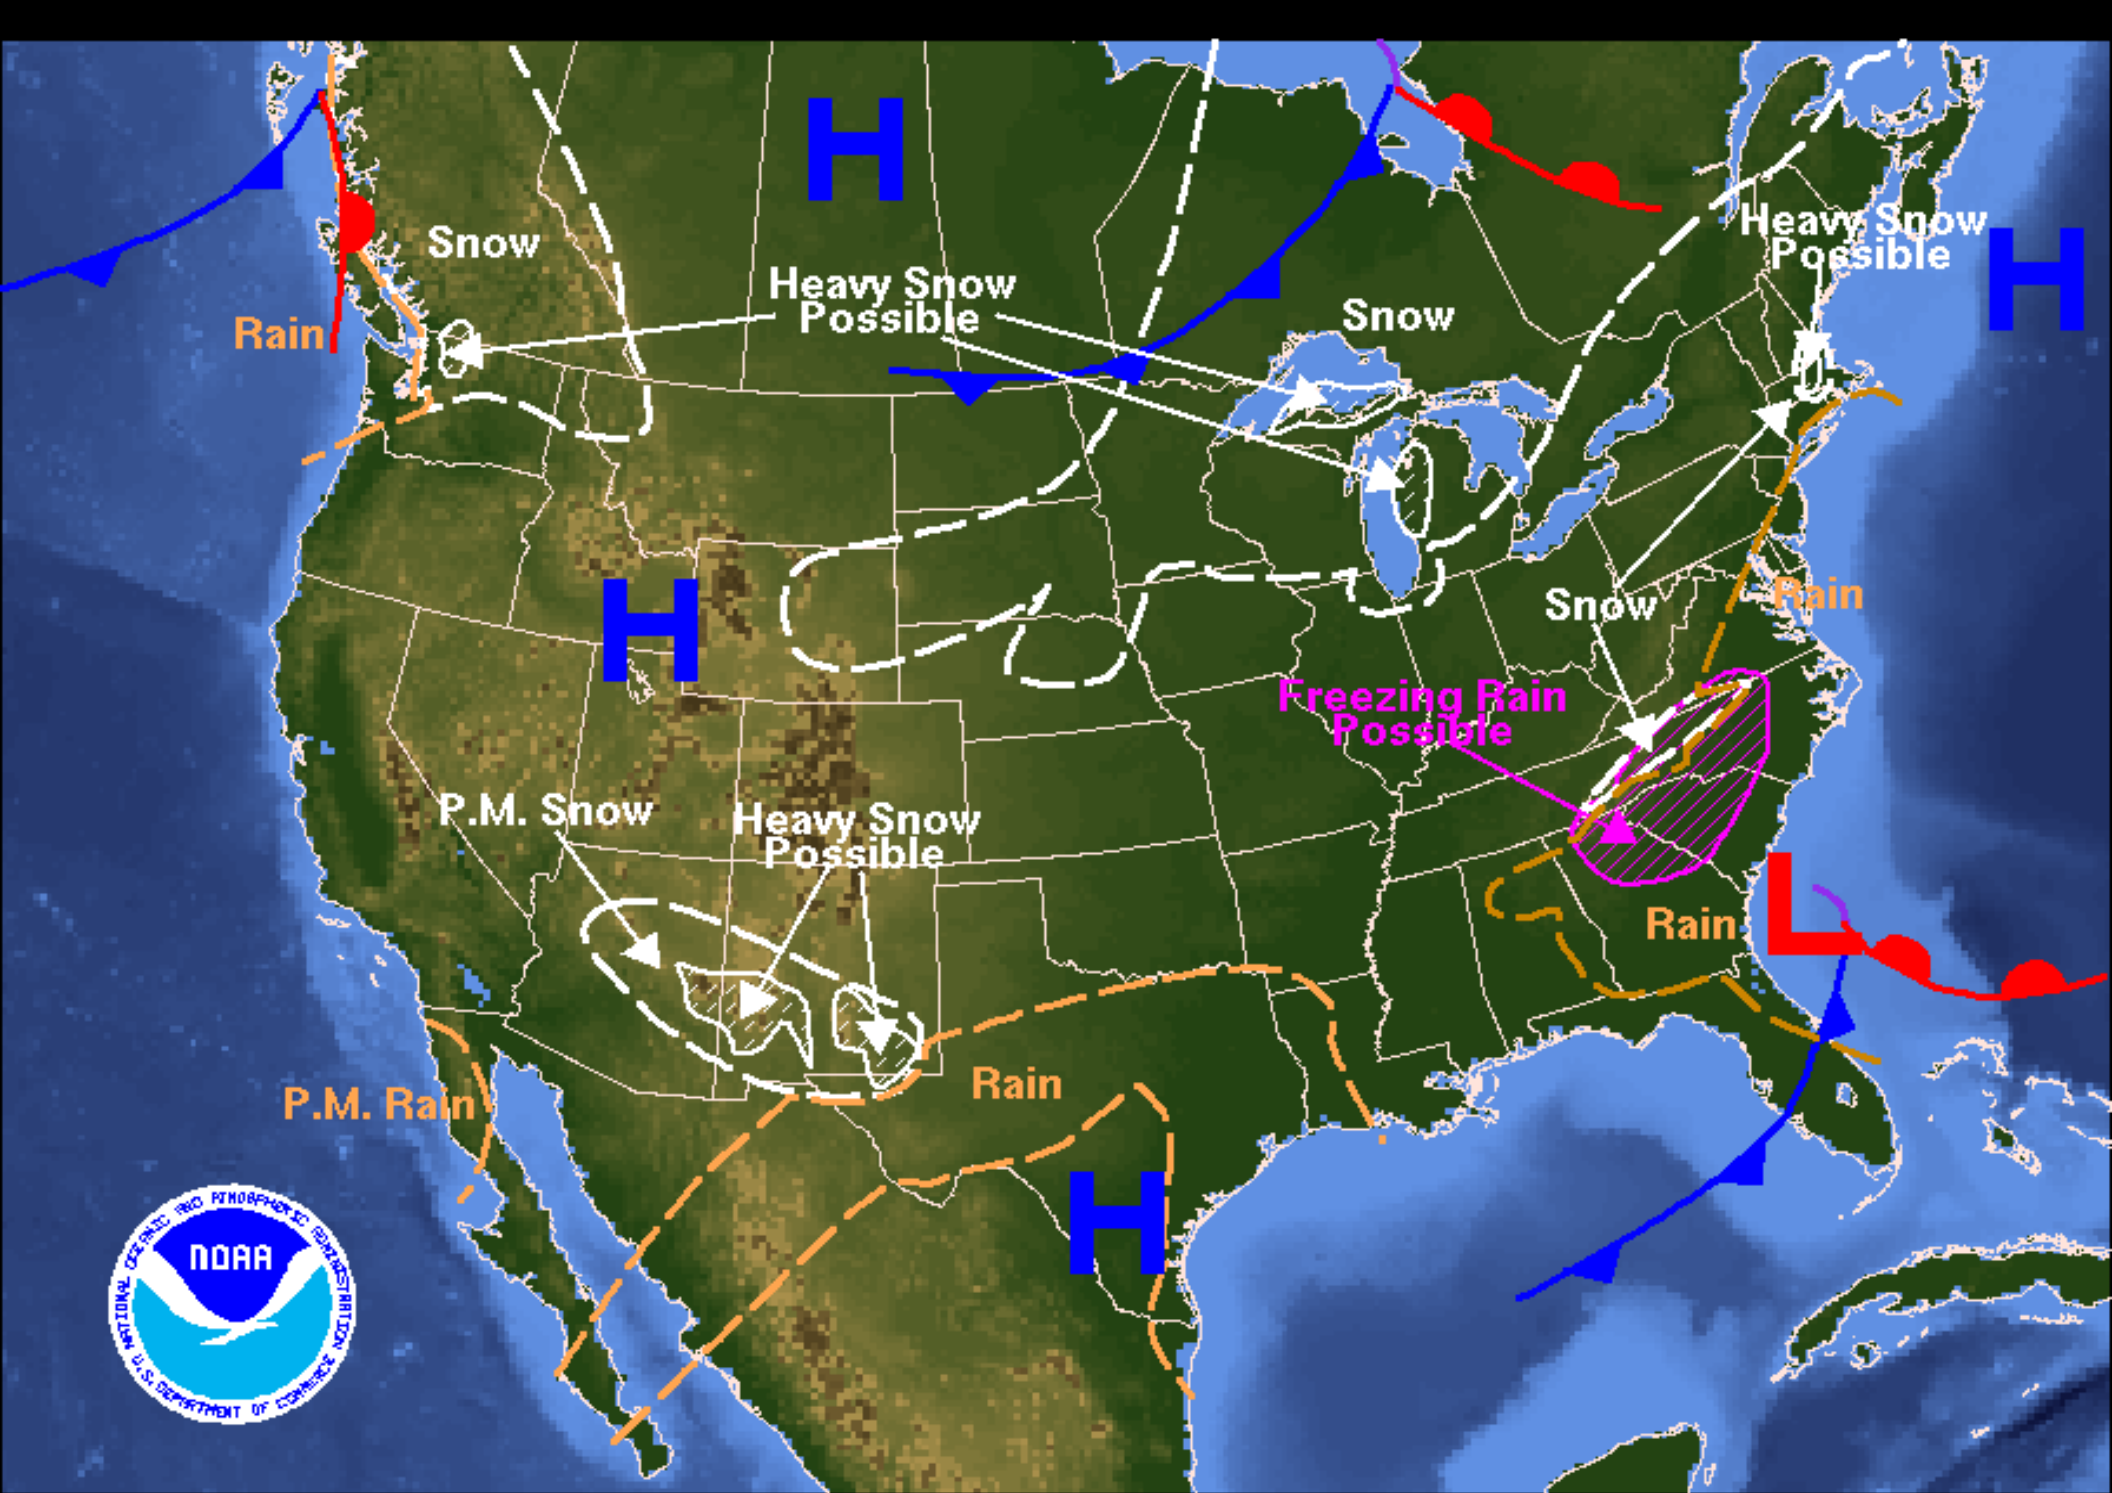 H
Heavy Snow
Possible
H
Snow
Heavy Snow
Possible
Snow
Rain
H
Snow
Rain
Freezing Rain
Possible
P.M. Snow
Heavy Snow
Possible
L
Rain
Rain
P.M. Rain
H
NATIONAL OCEANIC AND ATMOSPHERIC ADMINISTRATION
NOAA
U.S. DEPARTMENT OF COMMERCE